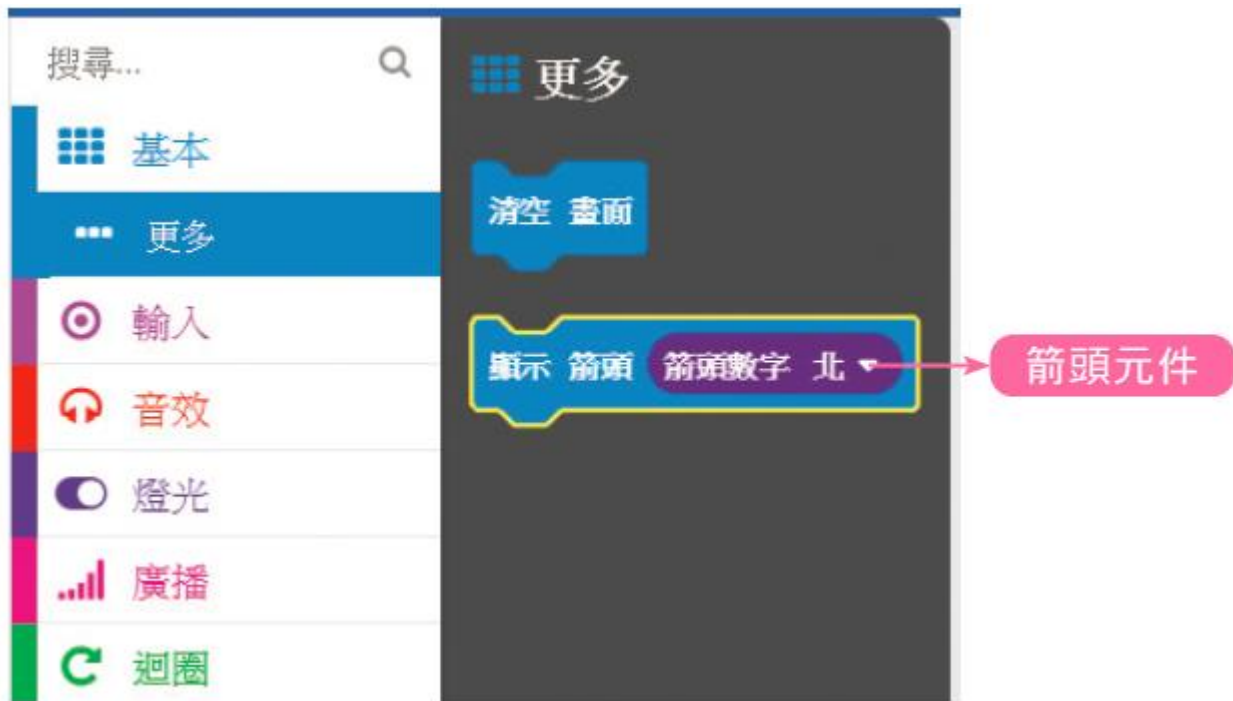 搜尋...
基本
更多
輸入
音效
燈光
廣播
迴圈
更多
清空 畫面
顯示 箭頭 箭頭數字 北
箭頭元件